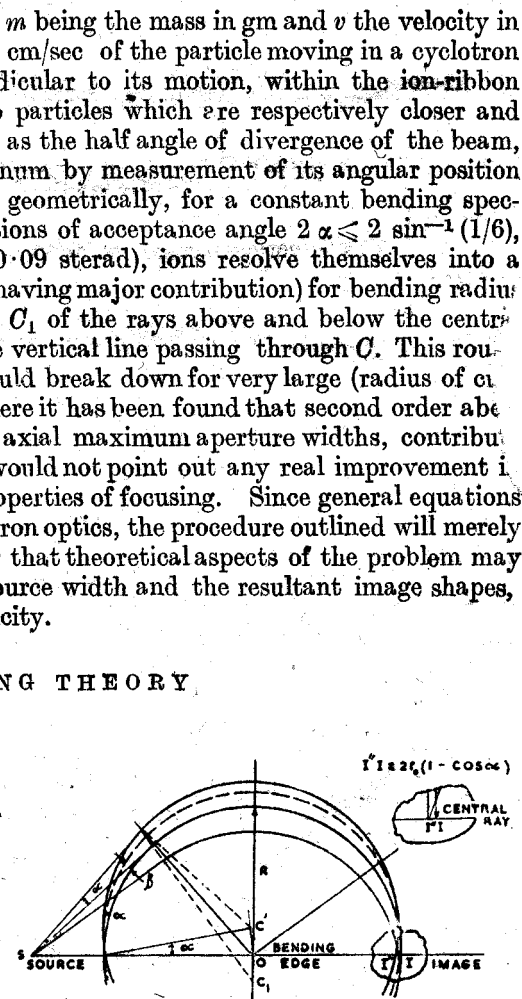 m being the mass in gm and v the velocity in
cm/sec of the particle moving in a cyclotron
dicular to its motion, within the ion-ribbon
particles which are respectively closer and
as the half angle of divergence of the beam,
num by measurement of its angular position
geometrically, for a constant bending spec-
ions of acceptance angle 2 α ⩽ 2 sin⁻¹ (1/6),
0·09 sterad), ions resolve themselves into a
having major contribution) for bending radiu
C₁ of the rays above and below the centr
vertical line passing through C. This rou
uld break down for very large (radius of c
ere it has been found that second order abe
axial maximum aperture widths, contribu
would not point out any real improvement i
operties of focusing. Since general equations
ron optics, the procedure outlined will merely
that theoretical aspects of the problem may
ource width and the resultant image shapes,
city.
NG THEORY
CENTRAL
I" I RAY
R
β
α
α
C'
α
S
SOURCE
O
BENDING
EDGE
C₁
I" I IMAGE